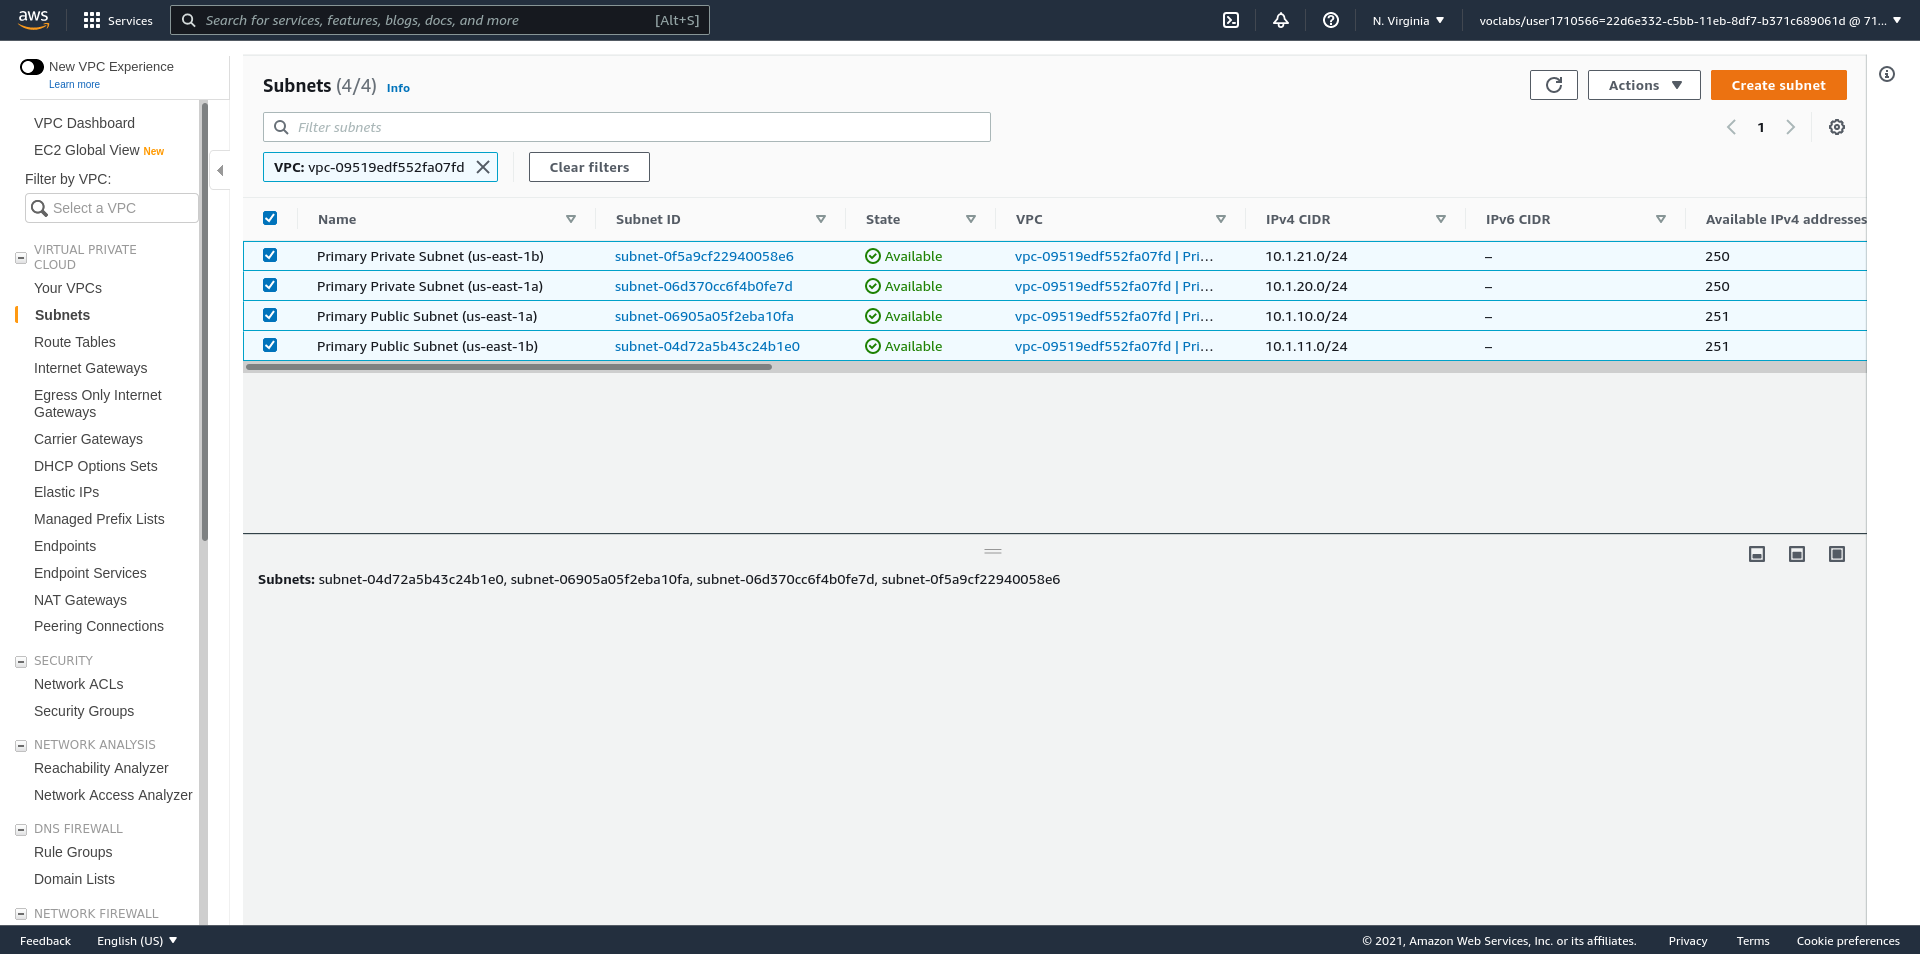 aws Services Search for services, features, blogs, docs, and more [Alt+S] N. Virginia voclabs/user1710566=22d6e332-c5bb-11eb-8df7-b371c689061d @ 71...
New VPC Experience
Learn more
VPC Dashboard
EC2 Global View New
Filter by VPC:
Select a VPC
VIRTUAL PRIVATE
CLOUD
Your VPCs
Subnets
Route Tables
Internet Gateways
Egress Only Internet
Gateways
Carrier Gateways
DHCP Options Sets
Elastic IPs
Managed Prefix Lists
Endpoints
Endpoint Services
NAT Gateways
Peering Connections
SECURITY
Network ACLs
Security Groups
NETWORK ANALYSIS
Reachability Analyzer
Network Access Analyzer
DNS FIREWALL
Rule Groups
Domain Lists
NETWORK FIREWALL
Subnets (4/4) Info
Actions Create subnet
Filter subnets
1
VPC: vpc-09519edf552fa07fd Clear filters
Name Subnet ID State VPC IPv4 CIDR IPv6 CIDR Available IPv4 addresses
Primary Private Subnet (us-east-1b) subnet-0f5a9cf22940058e6 Available vpc-09519edf552fa07fd | Pri... 10.1.21.0/24 – 250
Primary Private Subnet (us-east-1a) subnet-06d370cc6f4b0fe7d Available vpc-09519edf552fa07fd | Pri... 10.1.20.0/24 – 250
Primary Public Subnet (us-east-1a) subnet-06905a05f2eba10fa Available vpc-09519edf552fa07fd | Pri... 10.1.10.0/24 – 251
Primary Public Subnet (us-east-1b) subnet-04d72a5b43c24b1e0 Available vpc-09519edf552fa07fd | Pri... 10.1.11.0/24 – 251
Subnets: subnet-04d72a5b43c24b1e0, subnet-06905a05f2eba10fa, subnet-06d370cc6f4b0fe7d, subnet-0f5a9cf22940058e6
Feedback English (US) © 2021, Amazon Web Services, Inc. or its affiliates. Privacy Terms Cookie preferences